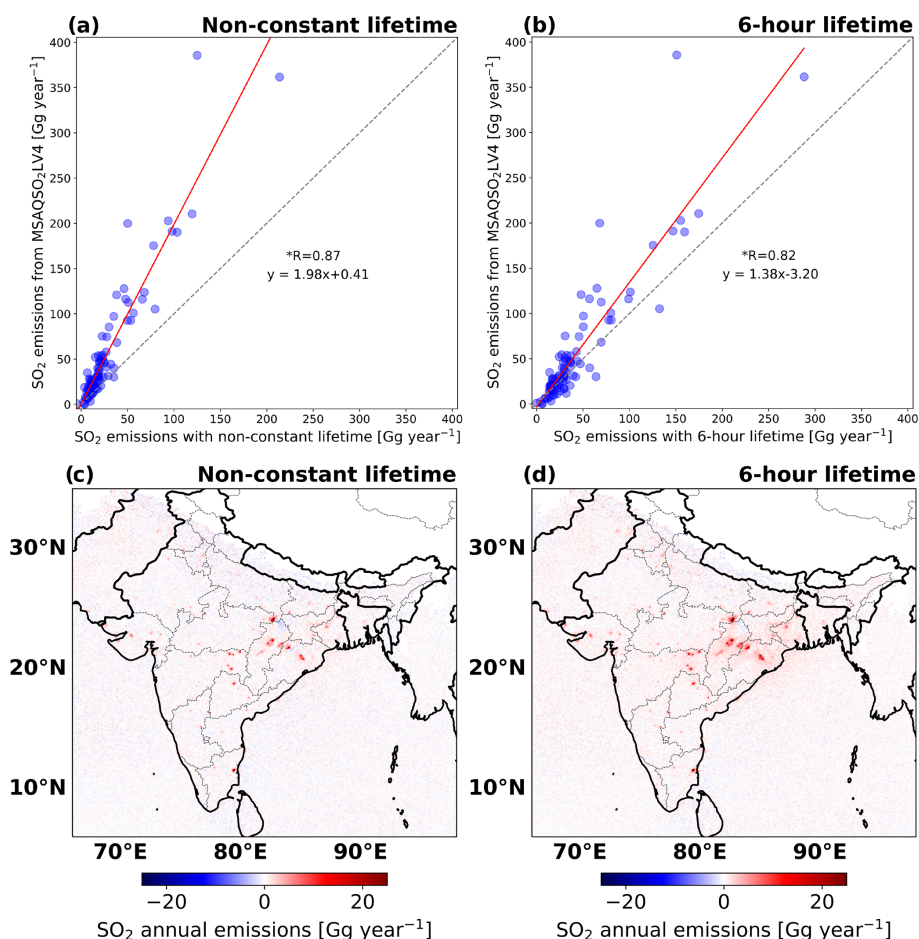 (a) Non-constant lifetime
SO₂ emissions from MSAQSO₂LV4 [Gg year⁻¹]
400
350
300
250
200
150
100
50
0
*R=0.87
y = 1.98x+0.41
0 50 100 150 200 250 300 350 400
SO₂ emissions with non-constant lifetime [Gg year⁻¹]
(b) 6-hour lifetime
SO₂ emissions from MSAQSO₂LV4 [Gg year⁻¹]
400
350
300
250
200
150
100
50
0
*R=0.82
y = 1.38x-3.20
0 50 100 150 200 250 300 350 400
SO₂ emissions with 6-hour lifetime [Gg year⁻¹]
(c) Non-constant lifetime
30°N
20°N
10°N
70°E 80°E 90°E
−20 0 20
SO₂ annual emissions [Gg year⁻¹]
(d) 6-hour lifetime
30°N
20°N
10°N
70°E 80°E 90°E
−20 0 20
SO₂ annual emissions [Gg year⁻¹]